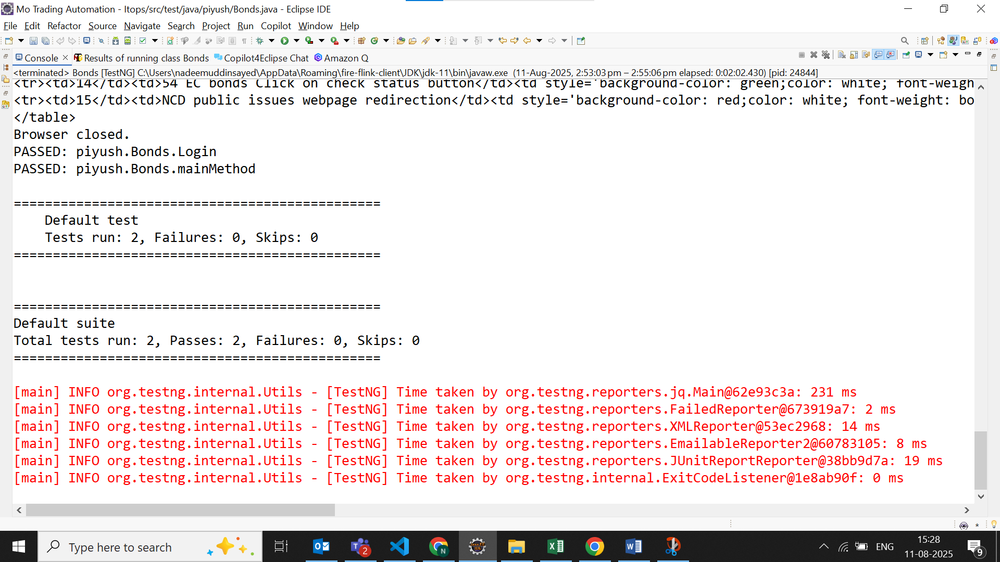 Mo Trading Automation - Itops/src/test/java/piyush/Bonds.java - Eclipse IDE
File Edit Refactor Source Navigate Search Project Run Copilot Window Help
Console Results of running class Bonds Copilot4Eclipse Chat Amazon Q
<terminated> Bonds [TestNG] C:\Users\nadeemuddinsayed\AppData\Roaming\fire-flink-client\JDK\jdk-11\bin\javaw.exe (11-Aug-2025, 2:53:03 pm – 2:55:06 pm elapsed: 0:02:02.430) [pid: 24844]
<tr><td>14</td><td>54 EC bonds Click on check status button</td><td style='background-color: green;color: white; font-weigh
<tr><td>15</td><td>NCD public issues webpage redirection</td><td style='background-color: red;color: white; font-weight: bo
</table>
Browser closed.
PASSED: piyush.Bonds.Login
PASSED: piyush.Bonds.mainMethod
===============================================
Default test
Tests run: 2, Failures: 0, Skips: 0
===============================================
===============================================
Default suite
Total tests run: 2, Passes: 2, Failures: 0, Skips: 0
===============================================
[main] INFO org.testng.internal.Utils - [TestNG] Time taken by org.testng.reporters.jq.Main@62e93c3a: 231 ms
[main] INFO org.testng.internal.Utils - [TestNG] Time taken by org.testng.reporters.FailedReporter@673919a7: 2 ms
[main] INFO org.testng.internal.Utils - [TestNG] Time taken by org.testng.reporters.XMLReporter@53ec2968: 14 ms
[main] INFO org.testng.internal.Utils - [TestNG] Time taken by org.testng.reporters.EmailableReporter2@60783105: 8 ms
[main] INFO org.testng.internal.Utils - [TestNG] Time taken by org.testng.reporters.JUnitReportReporter@38bb9d7a: 19 ms
[main] INFO org.testng.internal.Utils - [TestNG] Time taken by org.testng.internal.ExitCodeListener@1e8ab90f: 0 ms
Type here to search
2
N
ENG
15:28
11-08-2025
9